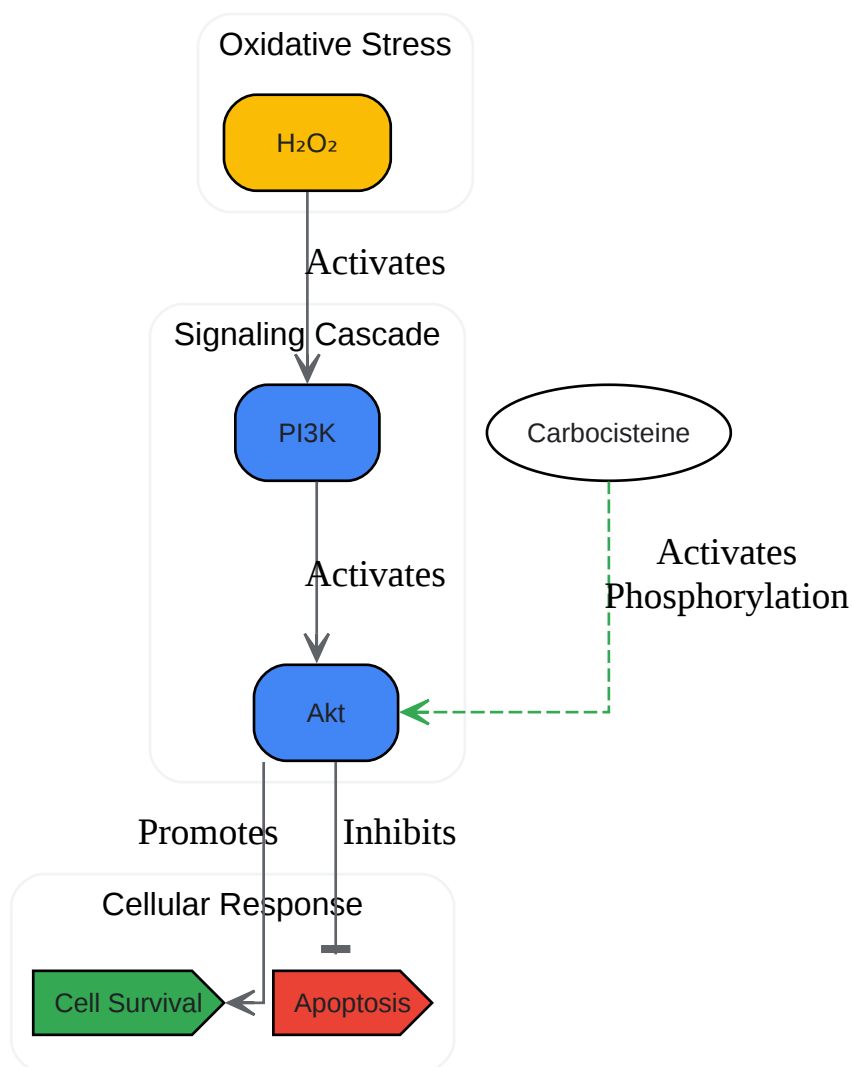 Oxidative Stress
H₂O₂
Activates
Signaling Cascade
PI3K
Carbocisteine
Activates
Activates
Phosphorylation
Akt
Promotes
Inhibits
Cellular Response
Cell Survival
Apoptosis